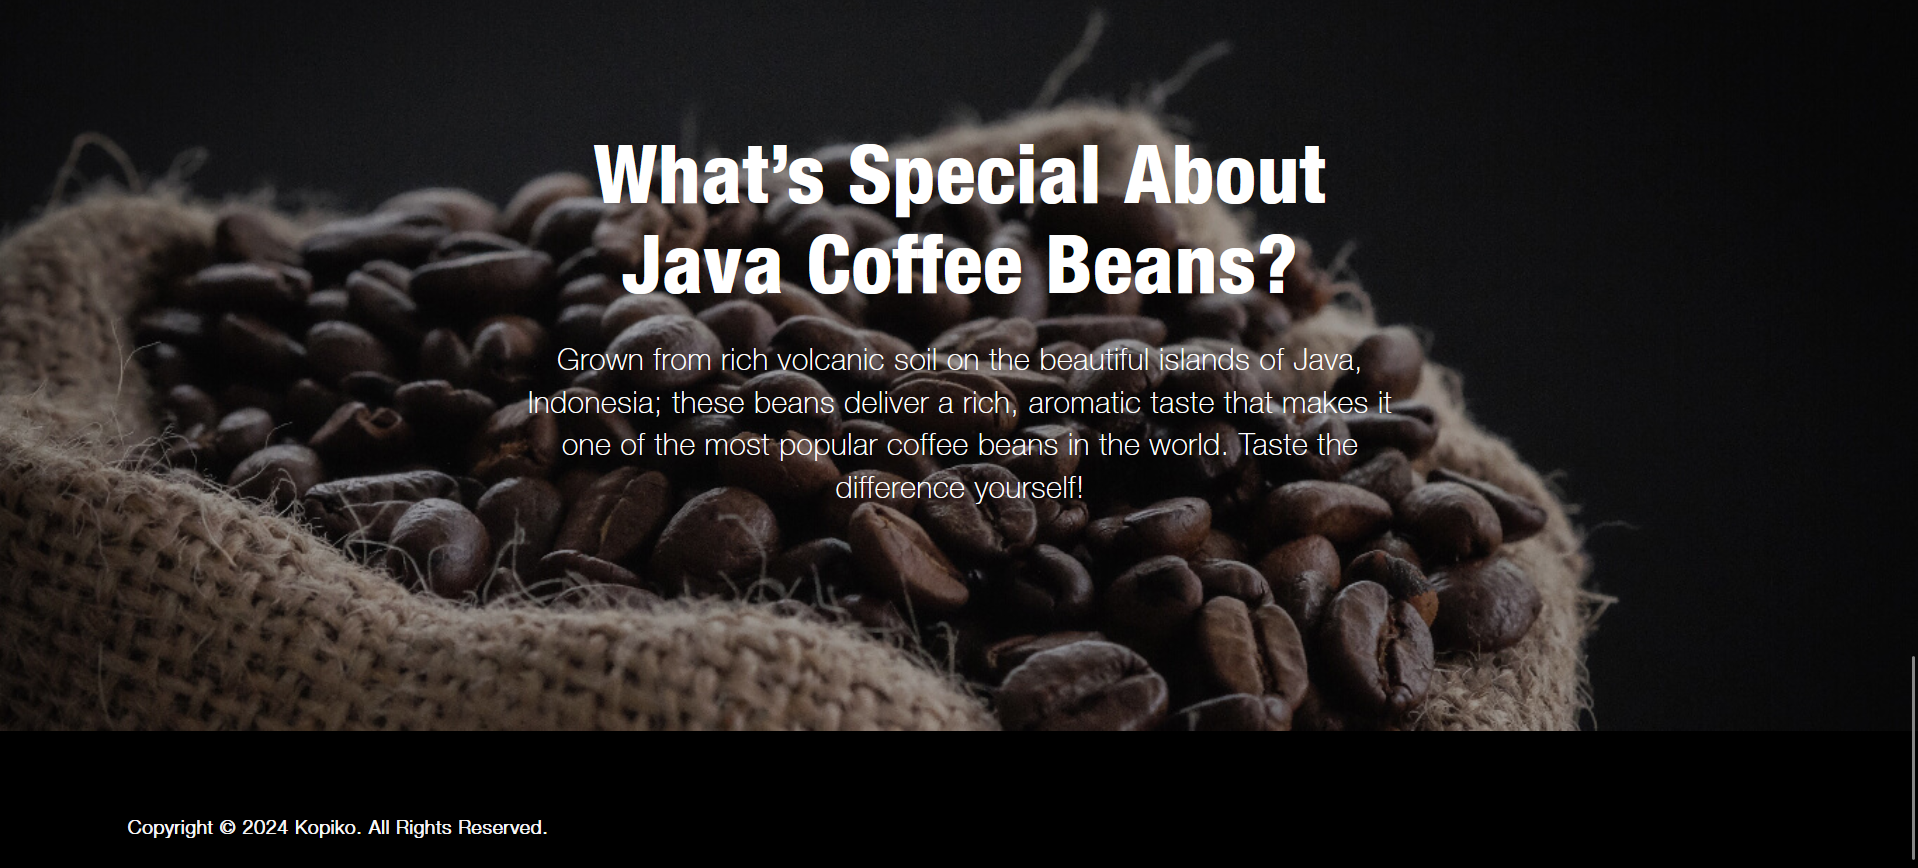 What’s Special About
Java Coffee Beans?
Grown from rich volcanic soil on the beautiful islands of Java,
Indonesia; these beans deliver a rich, aromatic taste that makes it
one of the most popular coffee beans in the world. Taste the
difference yourself!
Copyright © 2024 Kopiko. All Rights Reserved.